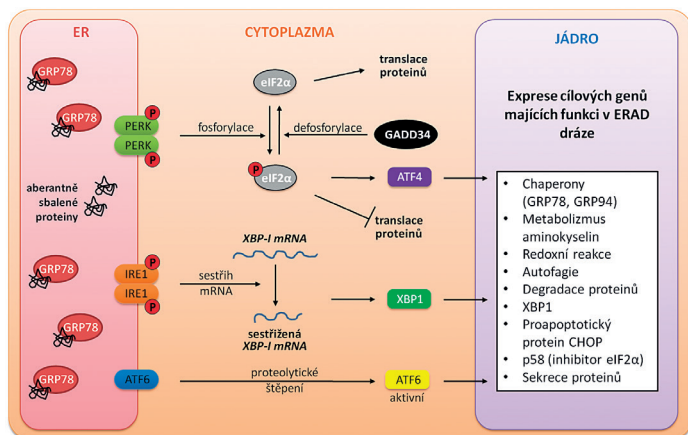 ER
CYTOPLAZMA
JÁDRO
GRP78
GRP78
PERK
PERK
P
P
aberantně
sbalené
proteiny
GRP78
IRE1
IRE1
P
P
GRP78
GRP78
ATF6
eIF2α
translace
proteinů
fosforylace
defosforylace
GADD34
P
eIF2α
ATF4
translace
proteinů
XBP-I mRNA
sestřih
mRNA
XBP1
sestřižená
XBP-I mRNA
proteolytické
štěpení
ATF6
aktivní
Exprese cílových genů
majících funkci v ERAD
dráze
• Chaperony
(GRP78, GRP94)
• Metabolizmus
aminokyselin
• Redoxní reakce
• Autofagie
• Degradace proteinů
• XBP1
• Proapoptotický
protein CHOP
• p58 (inhibitor eIF2α)
• Sekrece proteinů